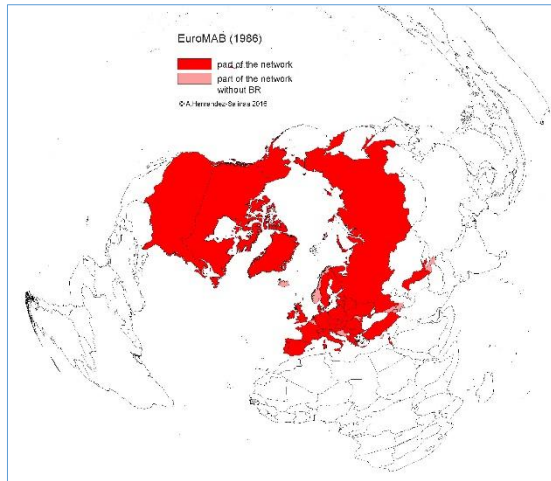 EuroMAB (1986)
part of the network
part of the network
without BR
© A.Hernandez-Salinas 2016